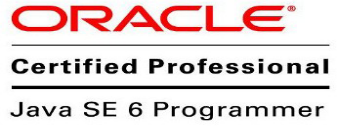 ORACLE®
Certified Professional
Java SE 6 Programmer